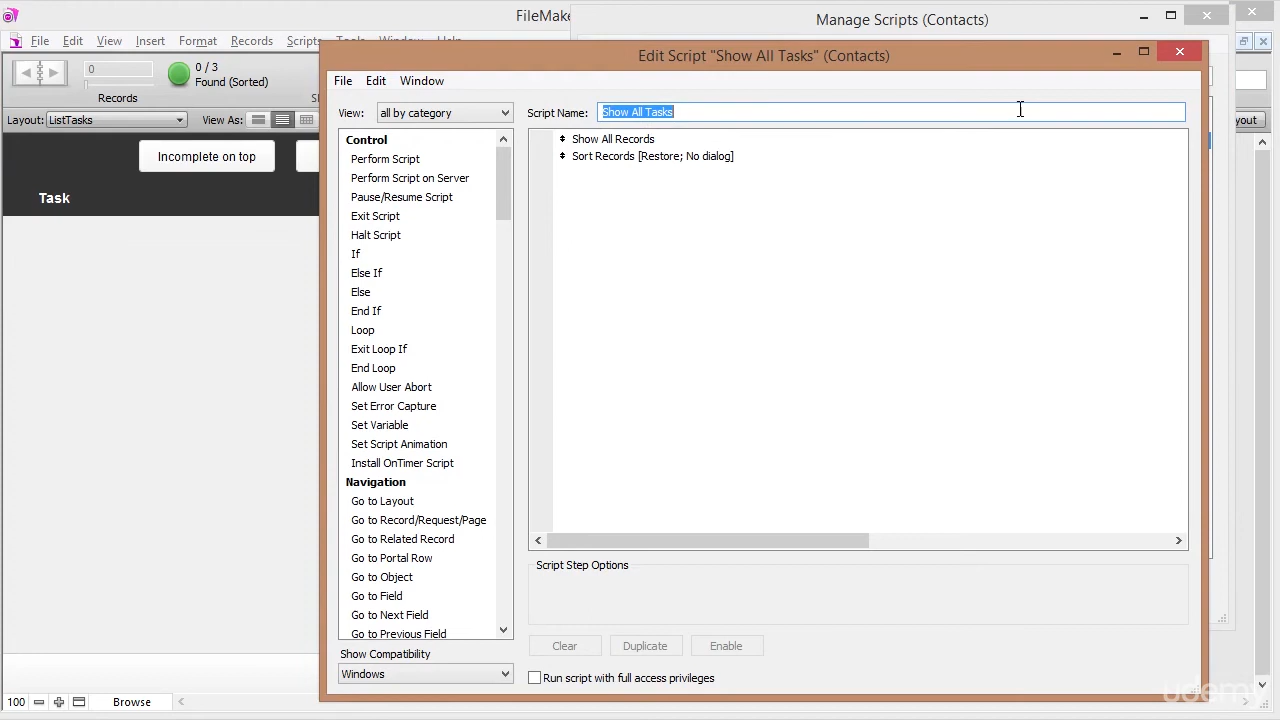 FileMake
Manage Scripts (Contacts)
File Edit View Insert Format Records Scripts Tools Window Help
0
0 / 3
Found (Sorted)
Records
Layout: ListTasks View As:
yout
Incomplete on top
Task
Edit Script "Show All Tasks" (Contacts)
File Edit Window
View: all by category
Script Name: Show All Tasks
Control
Perform Script
Perform Script on Server
Pause/Resume Script
Exit Script
Halt Script
If
Else If
Else
End If
Loop
Exit Loop If
End Loop
Allow User Abort
Set Error Capture
Set Variable
Set Script Animation
Install OnTimer Script
Navigation
Go to Layout
Go to Record/Request/Page
Go to Related Record
Go to Portal Row
Go to Object
Go to Field
Go to Next Field
Go to Previous Field
Show All Records
Sort Records [Restore; No dialog]
Script Step Options
Clear Duplicate Enable
Show Compatibility
Windows
Run script with full access privileges
100 Browse
udemy